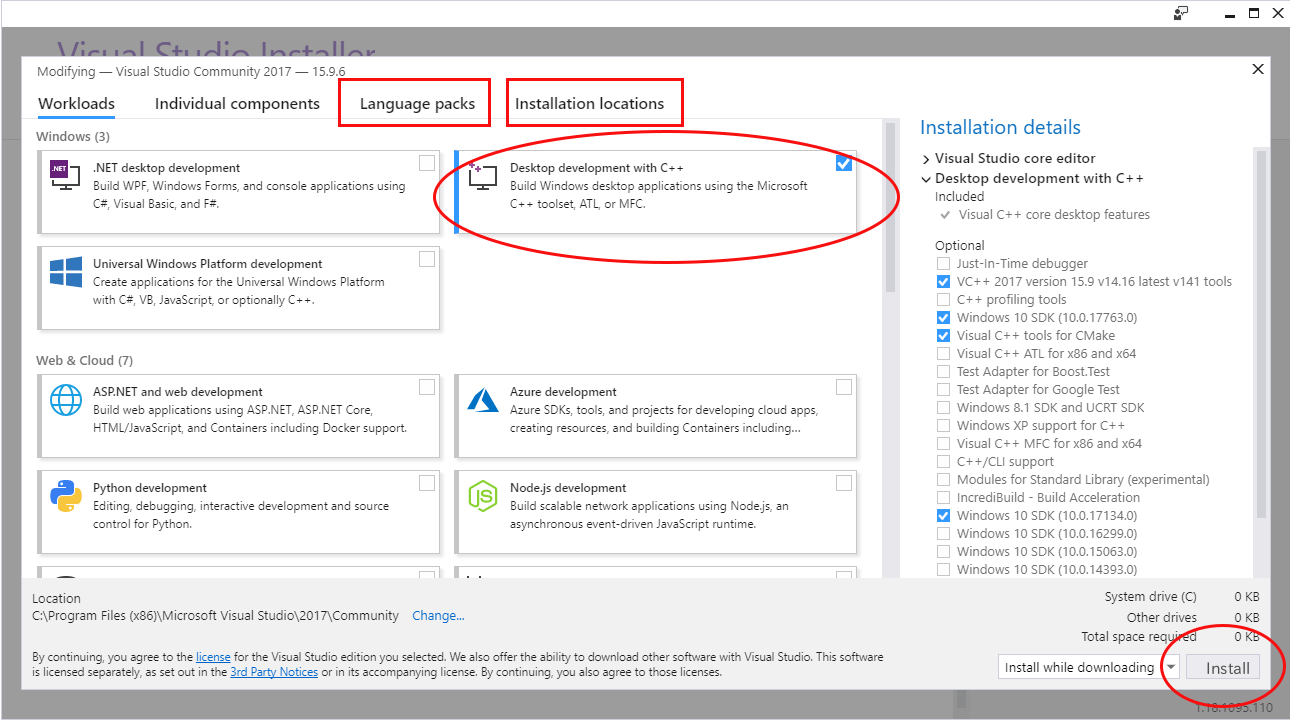 Visual Studio Installer
Modifying — Visual Studio Community 2017 — 15.9.6
Workloads
Individual components
Language packs
Installation locations
Windows (3)
.NET
.NET desktop development
Build WPF, Windows Forms, and console applications using
C#, Visual Basic, and F#.
Desktop development with C++
Build Windows desktop applications using the Microsoft
C++ toolset, ATL, or MFC.
Universal Windows Platform development
Create applications for the Universal Windows Platform
with C#, VB, JavaScript, or optionally C++.
Web & Cloud (7)
ASP.NET and web development
Build web applications using ASP.NET, ASP.NET Core,
HTML/JavaScript, and Containers including Docker support.
Azure development
Azure SDKs, tools, and projects for developing cloud apps,
creating resources, and building Containers including...
Python development
Editing, debugging, interactive development and source
control for Python.
JS
Node.js development
Build scalable network applications using Node.js, an
asynchronous event-driven JavaScript runtime.
Installation details
Visual Studio core editor
Desktop development with C++
Included
Visual C++ core desktop features
Optional
Just-In-Time debugger
VC++ 2017 version 15.9 v14.16 latest v141 tools
C++ profiling tools
Windows 10 SDK (10.0.17763.0)
Visual C++ tools for CMake
Visual C++ ATL for x86 and x64
Test Adapter for Boost.Test
Test Adapter for Google Test
Windows 8.1 SDK and UCRT SDK
Windows XP support for C++
Visual C++ MFC for x86 and x64
C++/CLI support
Modules for Standard Library (experimental)
IncrediBuild - Build Acceleration
Windows 10 SDK (10.0.17134.0)
Windows 10 SDK (10.0.16299.0)
Windows 10 SDK (10.0.15063.0)
Windows 10 SDK (10.0.14393.0)
Location
C:\Program Files (x86)\Microsoft Visual Studio\2017\Community Change...
System drive (C) 0 KB
Other drives 0 KB
Total space required 0 KB
By continuing, you agree to the license for the Visual Studio edition you selected. We also offer the ability to download other software with Visual Studio. This software
is licensed separately, as set out in the 3rd Party Notices or in its accompanying license. By continuing, you also agree to those licenses.
Install while downloading
Install
1.18.1095.110